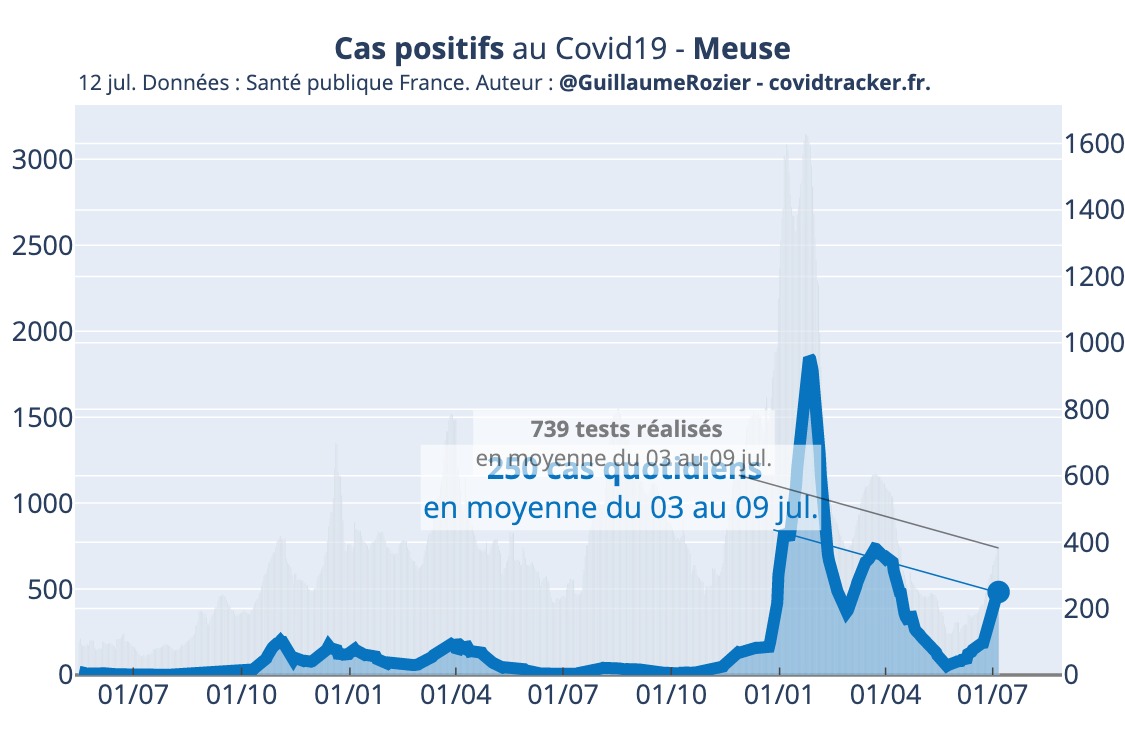 Cas positifs au Covid19 - Meuse
12 jul. Données : Santé publique France. Auteur : @GuillaumeRozier - covidtracker.fr.
3000
2500
2000
1500
1000
500
0
1600
1400
1200
1000
800
600
400
200
0
739 tests réalisés
en moyenne du 03 au 09 jul.
250 cas quotidiens
en moyenne du 03 au 09 jul.
01/07 01/10 01/01 01/04 01/07 01/10 01/01 01/04 01/07